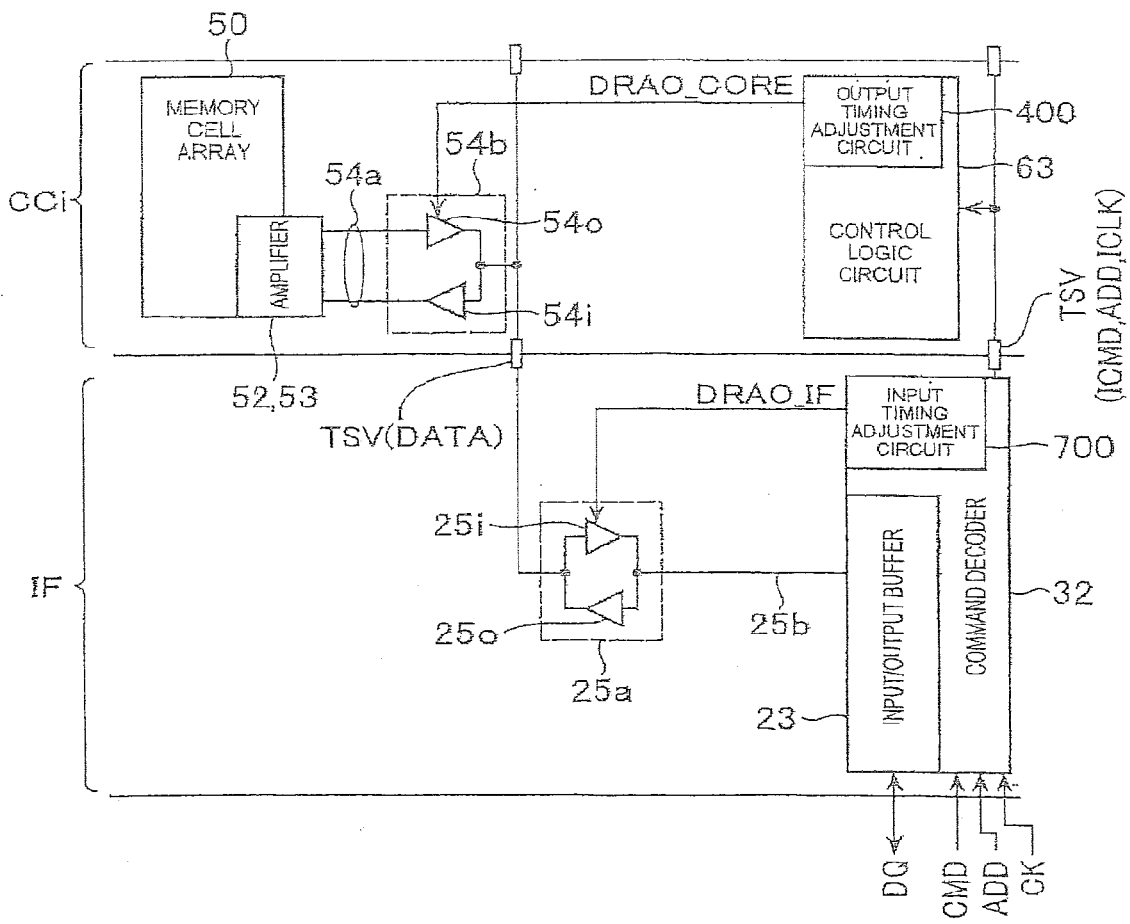 50
CCi
MEMORY
CELL
ARRAY
AMPLIFIER
52,53
54a
54b
54o
54i
DRAO_CORE
OUTPUT
TIMING
ADJUSTMENT
CIRCUIT
400
63
CONTROL
LOGIC
CIRCUIT
TSV
(ICMD,ADD,ICLK)
TSV(DATA)
IF
DRAO_IF
INPUT
TIMING
ADJUSTMENT
CIRCUIT
700
25i
25o
25a
25b
INPUT/OUTPUT BUFFER
COMMAND DECODER
32
23
DQ
CMD
ADD
CK